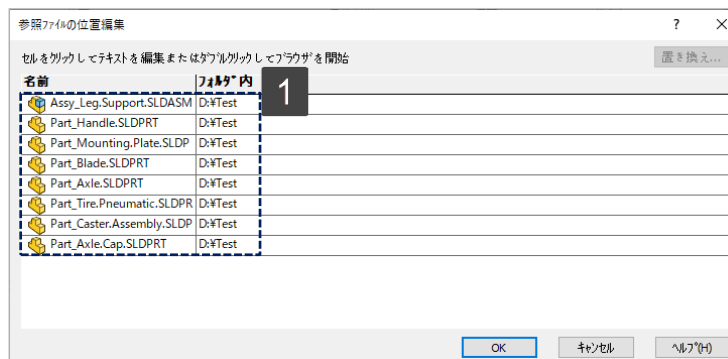 参照ファイルの位置編集 ?
セルをクリックしてテキストを編集またはダブルクリックしてブラウザを開始
置き換え...
名前 フォルダ内
1
Assy_Leg.Support.SLDASM D:¥Test
Part_Handle.SLDPRT D:¥Test
Part_Mounting.Plate.SLDP D:¥Test
Part_Blade.SLDPRT D:¥Test
Part_Axle.SLDPRT D:¥Test
Part_Tire.Pneumatic.SLDPR D:¥Test
Part_Caster.Assembly.SLDP D:¥Test
Part_Axle.Cap.SLDPRT D:¥Test
OK キャンセル ヘルプ(H)